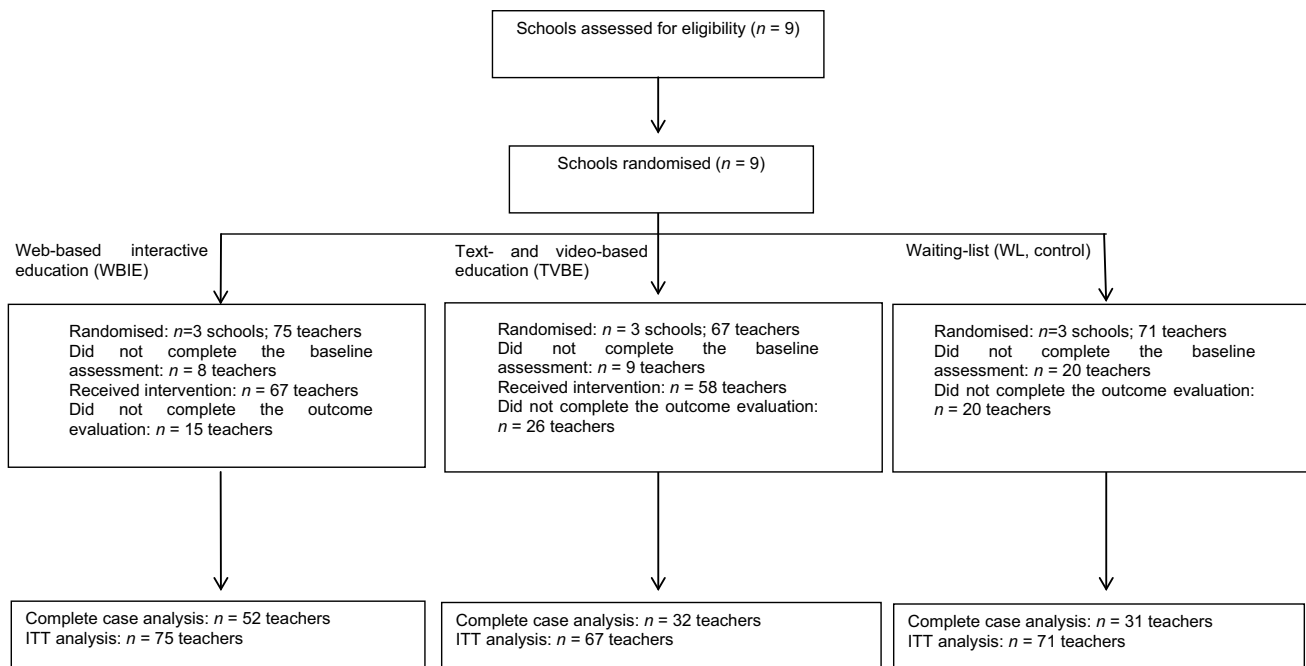 Schools assessed for eligibility (n = 9)
Schools randomised (n = 9)
Web-based interactive
education (WBIE)
Text- and video-based
education (TVBE)
Waiting-list (WL, control)
Randomised: n=3 schools; 75 teachers
Did not complete the baseline
assessment: n = 8 teachers
Received intervention: n = 67 teachers
Did not complete the outcome
evaluation: n = 15 teachers
Randomised: n = 3 schools; 67 teachers
Did not complete the baseline
assessment: n = 9 teachers
Received intervention: n = 58 teachers
Did not complete the outcome evaluation:
n = 26 teachers
Randomised: n=3 schools; 71 teachers
Did not complete the baseline
assessment: n = 20 teachers
Did not complete the outcome evaluation:
n = 20 teachers
Complete case analysis: n = 52 teachers
ITT analysis: n = 75 teachers
Complete case analysis: n = 32 teachers
ITT analysis: n = 67 teachers
Complete case analysis: n = 31 teachers
ITT analysis: n = 71 teachers